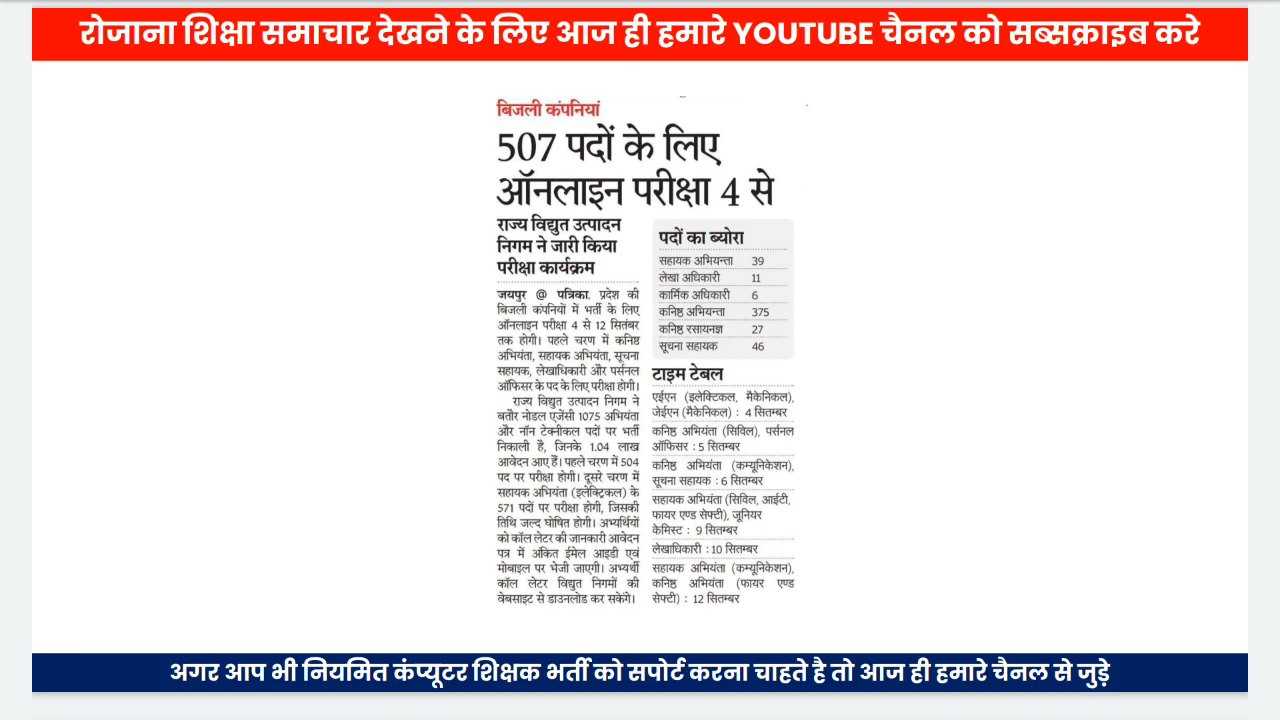 रोजाना शिक्षा समाचार देखने के लिए आज ही हमारे YOUTUBE चैनल को सब्सक्राइब करे
बिजली कंपनियां
507 पदों के लिए
ऑनलाइन परीक्षा 4 से
राज्य विद्युत उत्पादन
निगम ने जारी किया
परीक्षा कार्यक्रम
जयपुर @ पत्रिका. प्रदेश की
बिजली कंपनियों में भर्ती के लिए
ऑनलाइन परीक्षा 4 से 12 सितंबर
तक होगी। पहले चरण में कनिष्ठ
अभियंता, सहायक अभियंता, सूचना
सहायक, लेखाधिकारी और पर्सनल
ऑफिसर के पद के लिए परीक्षा होगी।
राज्य विद्युत उत्पादन निगम ने
बतौर नोडल एजेंसी 1075 अभियंता
और नॉन टेक्नीकल पदों पर भर्ती
निकाली है, जिनके 1.04 लाख
आवेदन आए हैं। पहले चरण में 504
पद पर परीक्षा होगी। दूसरे चरण में
सहायक अभियंता (इलेक्ट्रिकल) के
571 पदों पर परीक्षा होगी, जिसकी
तिथि जल्द घोषित होगी। अभ्यर्थियों
को कॉल लेटर की जानकारी आवेदन
पत्र में अंकित ईमेल आइडी एवं
मोबाइल पर भेजी जाएगी। अभ्यर्थी
कॉल लेटर विद्युत निगमों की
वेबसाइट से डाउनलोड कर सकेंगे।
पदों का ब्योरा
सहायक अभियन्ता 39
लेखा अधिकारी 11
कार्मिक अधिकारी 6
कनिष्ठ अभियन्ता 375
कनिष्ठ रसायनज्ञ 27
सूचना सहायक 46
टाइम टेबल
एईएन (इलेक्टिकल, मैकेनिकल),
जेईएन (मैकेनिकल) : 4 सितम्बर
कनिष्ठ अभियंता (सिविल), पर्सनल
ऑफिसर : 5 सितम्बर
कनिष्ठ अभियंता (कम्यूनिकेशन),
सूचना सहायक : 6 सितम्बर
सहायक अभियंता (सिविल, आईटी,
फायर एण्ड सेफ्टी), जूनियर
केमिस्ट : 9 सितम्बर
लेखाधिकारी : 10 सितम्बर
सहायक अभियंता (कम्यूनिकेशन),
कनिष्ठ अभियंता (फायर एण्ड
सेफ्टी) : 12 सितम्बर
अगर आप भी नियमित कंप्यूटर शिक्षक भर्ती को सपोर्ट करना चाहते है तो आज ही हमारे चैनल से जुड़े